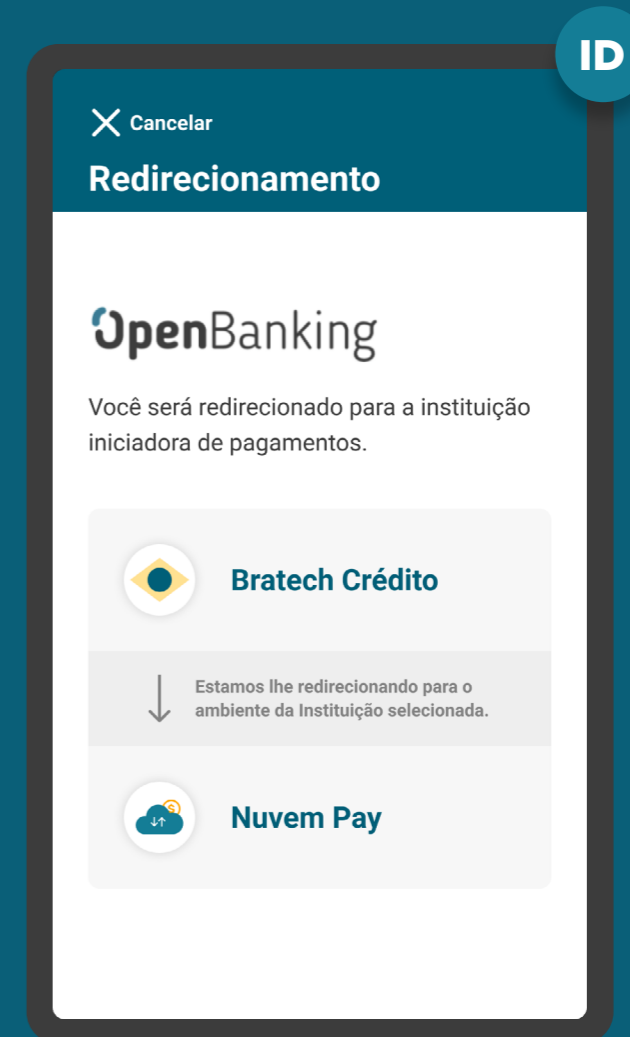 ID
Cancelar
Redirecionamento
OpenBanking
Você será redirecionado para a instituição
iniciadora de pagamentos.
Bratech Crédito
Estamos lhe redirecionando para o
ambiente da Instituição selecionada.
$
Nuvem Pay